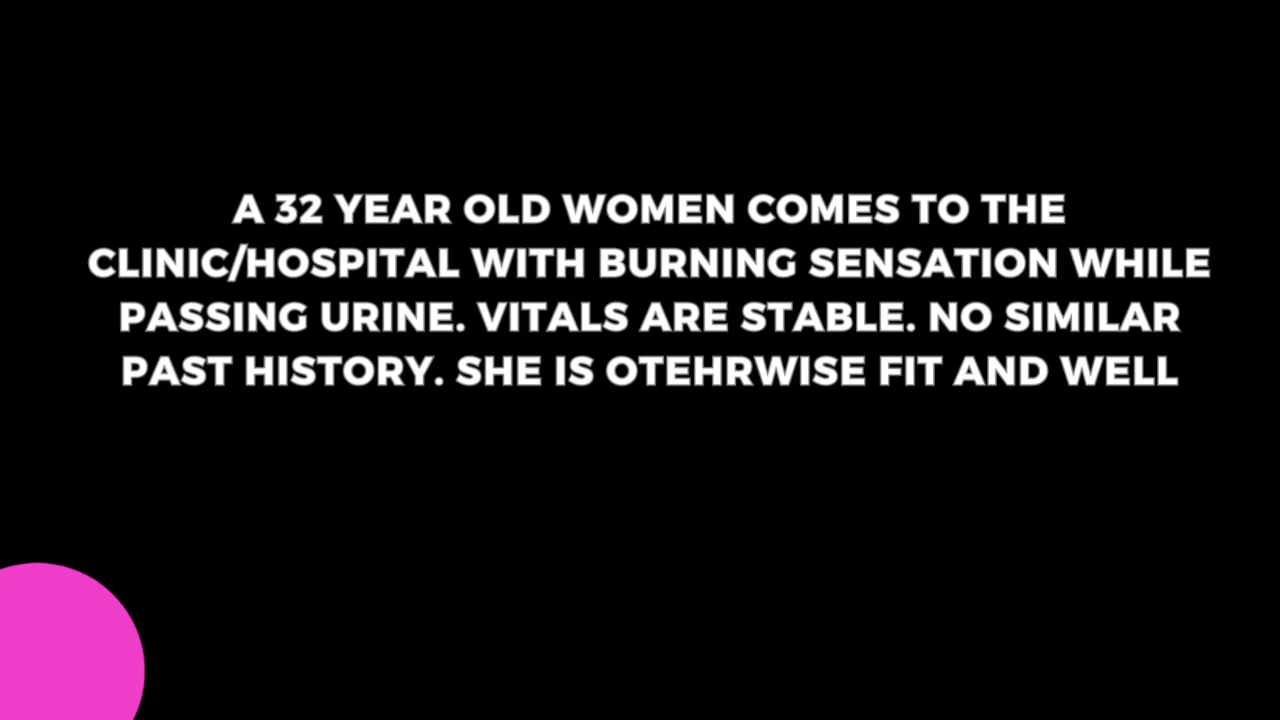 A 32 YEAR OLD WOMEN COMES TO THE
CLINIC/HOSPITAL WITH BURNING SENSATION WHILE
PASSING URINE. VITALS ARE STABLE. NO SIMILAR
PAST HISTORY. SHE IS OTEHRWISE FIT AND WELL